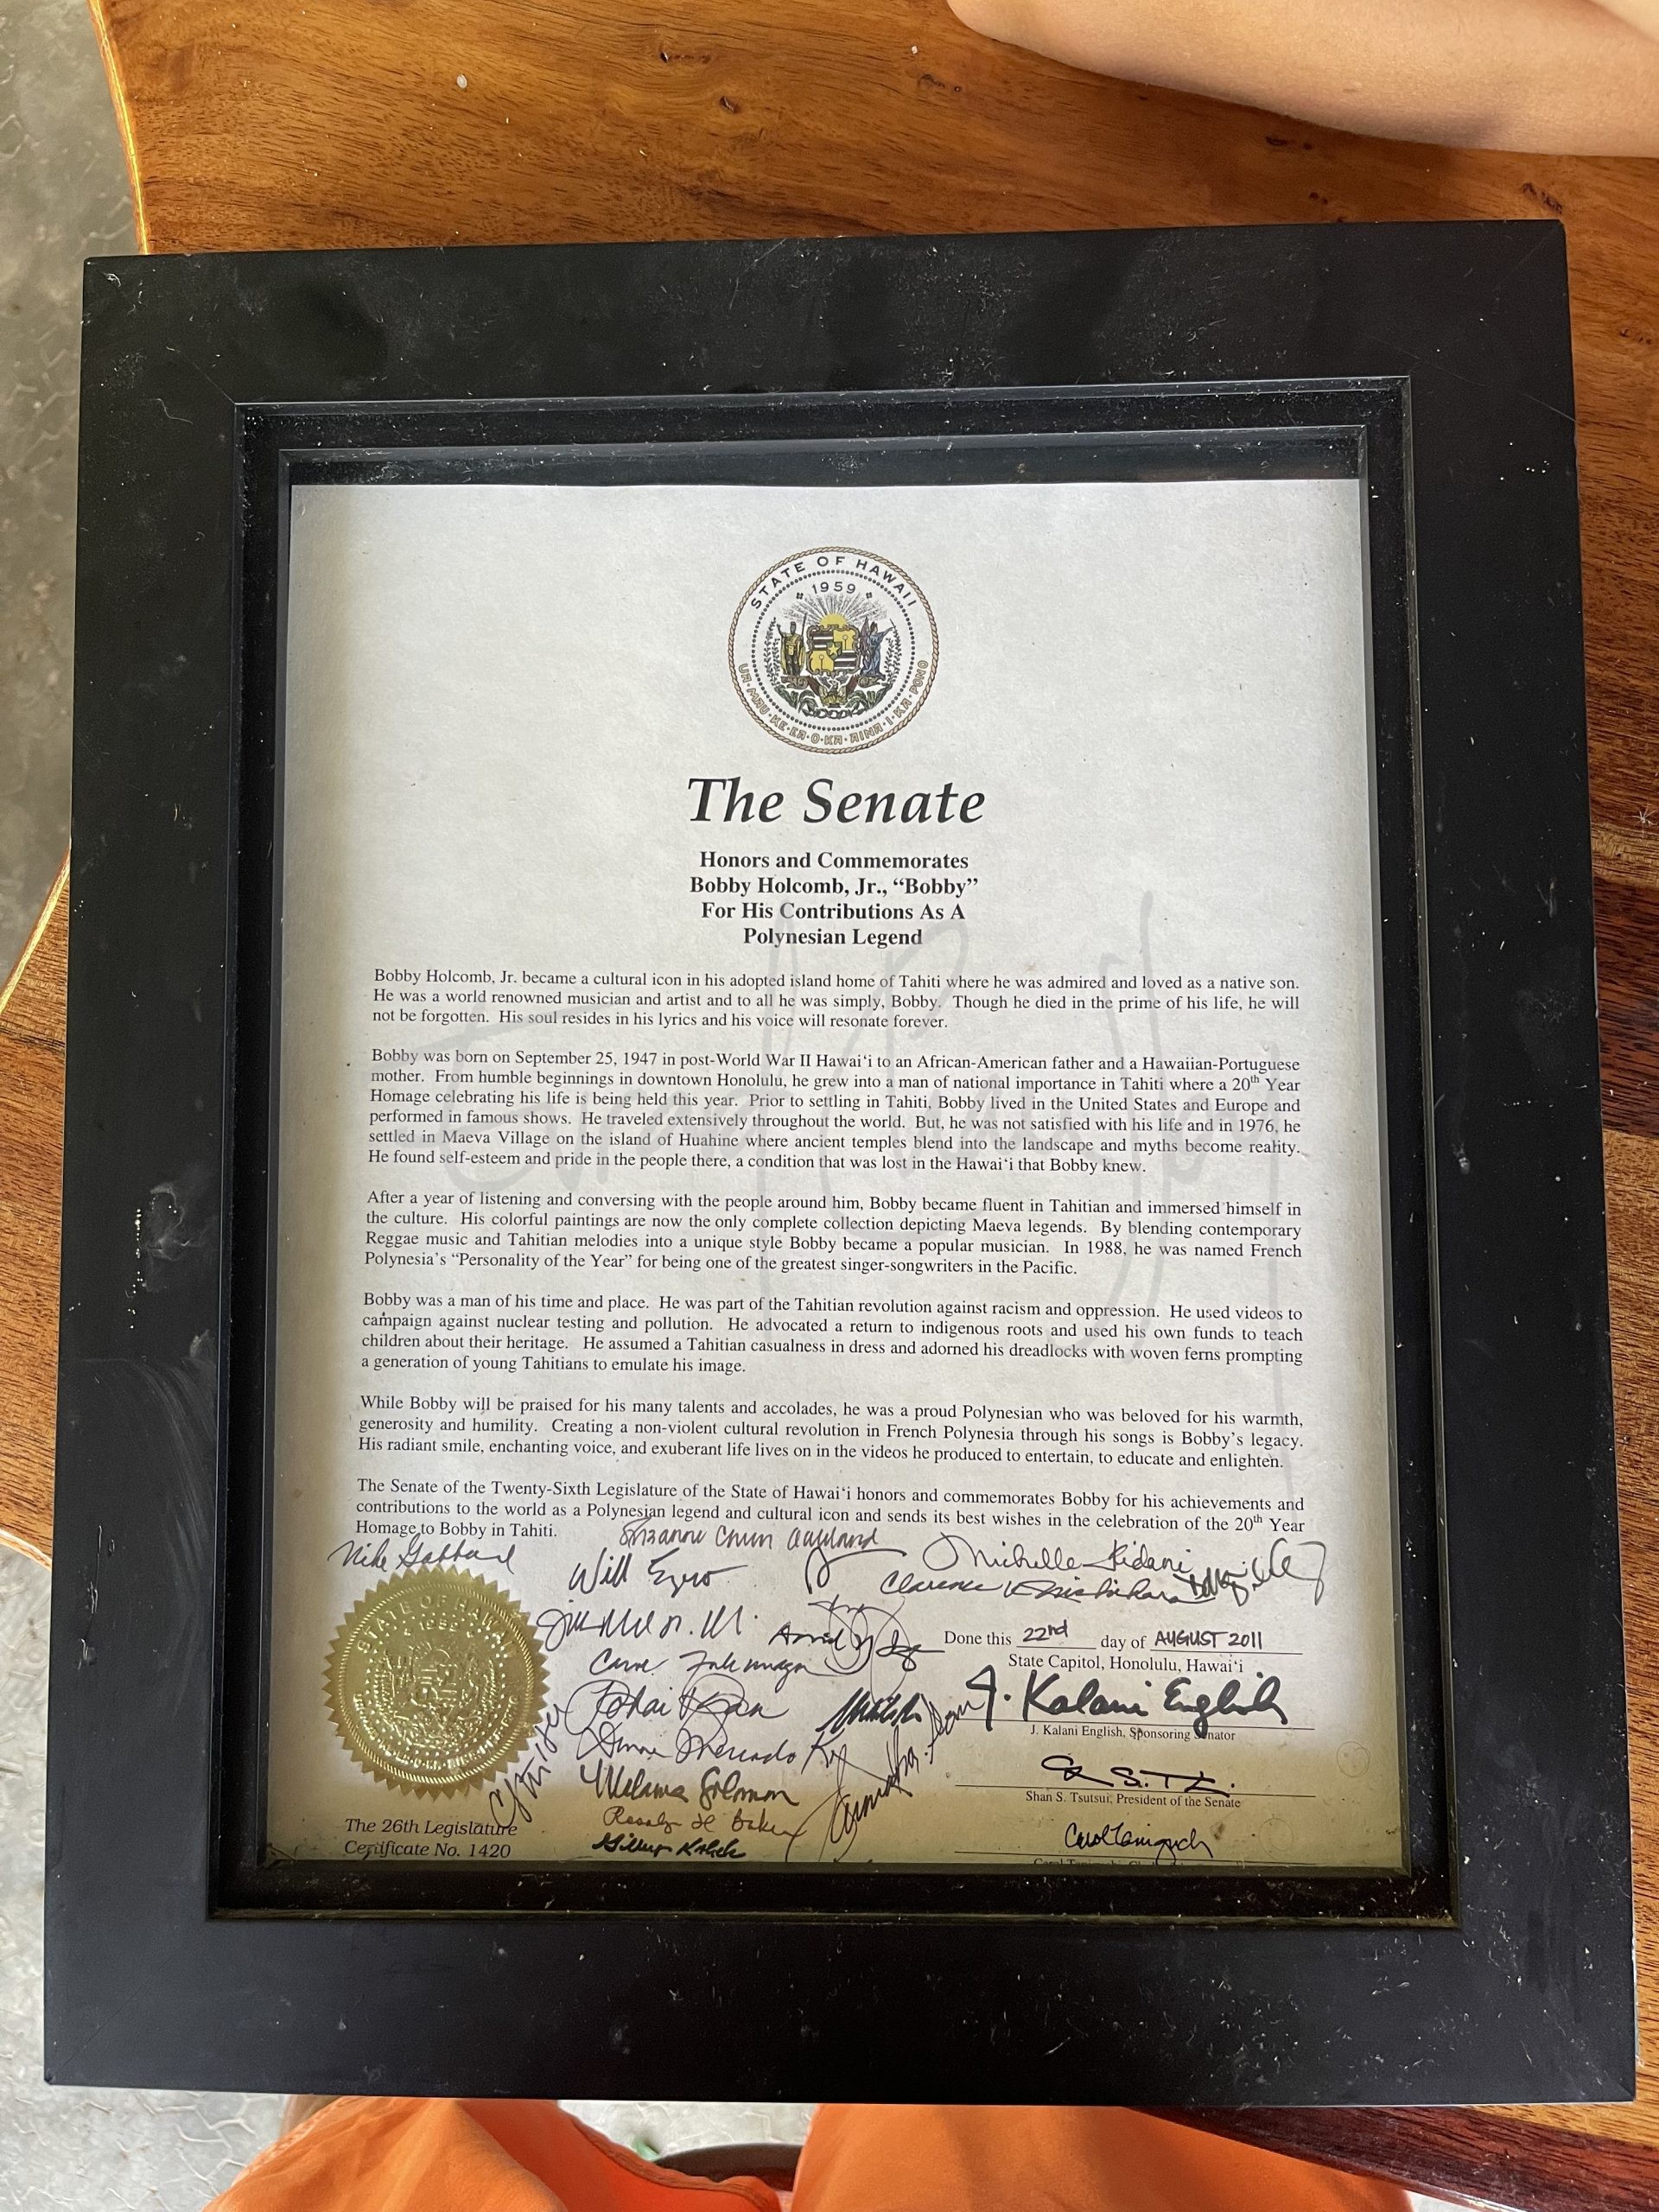 STATE OF HAWAII
1959
UA·MAU·KE·EA·O·KA·AINA·I·KA·PONO
The Senate
Honors and Commemorates
Bobby Holcomb, Jr., “Bobby”
For His Contributions As A
Polynesian Legend
Bobby Holcomb, Jr. became a cultural icon in his adopted island home of Tahiti where he was admired and loved as a native son.
He was a world renowned musician and artist and to all he was simply, Bobby. Though he died in the prime of his life, he will
not be forgotten. His soul resides in his lyrics and his voice will resonate forever.
Bobby was born on September 25, 1947 in post-World War II Hawai‘i to an African-American father and a Hawaiian-Portuguese
mother. From humble beginnings in downtown Honolulu, he grew into a man of national importance in Tahiti where a 20th Year
Homage celebrating his life is being held this year. Prior to settling in Tahiti, Bobby lived in the United States and Europe and
performed in famous shows. He traveled extensively throughout the world. But, he was not satisfied with his life and in 1976, he
settled in Maeva Village on the island of Huahine where ancient temples blend into the landscape and myths become reality.
He found self-esteem and pride in the people there, a condition that was lost in the Hawai‘i that Bobby knew.
After a year of listening and conversing with the people around him, Bobby became fluent in Tahitian and immersed himself in
the culture. His colorful paintings are now the only complete collection depicting Maeva legends. By blending contemporary
Reggae music and Tahitian melodies into a unique style Bobby became a popular musician. In 1988, he was named French
Polynesia’s “Personality of the Year” for being one of the greatest singer-songwriters in the Pacific.
Bobby was a man of his time and place. He was part of the Tahitian revolution against racism and oppression. He used videos to
campaign against nuclear testing and pollution. He advocated a return to indigenous roots and used his own funds to teach
children about their heritage. He assumed a Tahitian casualness in dress and adorned his dreadlocks with woven ferns prompting
a generation of young Tahitians to emulate his image.
While Bobby will be praised for his many talents and accolades, he was a proud Polynesian who was beloved for his warmth,
generosity and humility. Creating a non-violent cultural revolution in French Polynesia through his songs is Bobby’s legacy.
His radiant smile, enchanting voice, and exuberant life lives on in the videos he produced to entertain, to educate and enlighten.
The Senate of the Twenty-Sixth Legislature of the State of Hawai‘i honors and commemorates Bobby for his achievements and
contributions to the world as a Polynesian legend and cultural icon and sends its best wishes in the celebration of the 20th Year
Homage to Bobby in Tahiti.
Suzanne Chun Oakland
Mike Gabbard
Will Espero
Michelle Kidani
Clarence K Nishihara
STATE OF HAWAII
1959
Done this 22nd day of AUGUST 2011
State Capitol, Honolulu, Hawai‘i
Carol Fukunaga
J. Kalani English
J. Kalani English, Sponsoring Senator
Donna Mercado Kim
Malama Solomon
Shan S. Tsutsui, President of the Senate
Rosalyn H Baker
The 26th Legislature
Certificate No. 1420
Carol Taniguchi